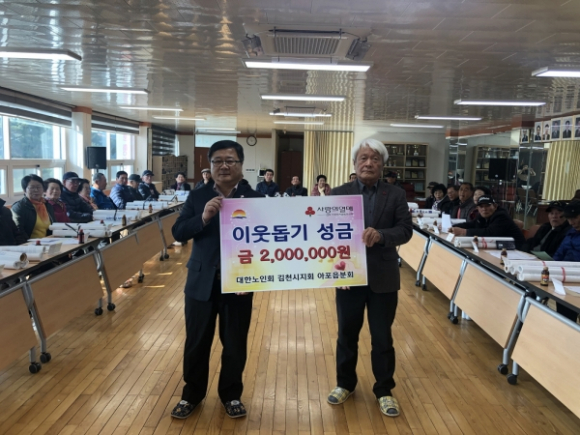 사랑의열매
이웃돕기 성금
금 2,000,000원
대한노인회 김천시지회 아포읍분회